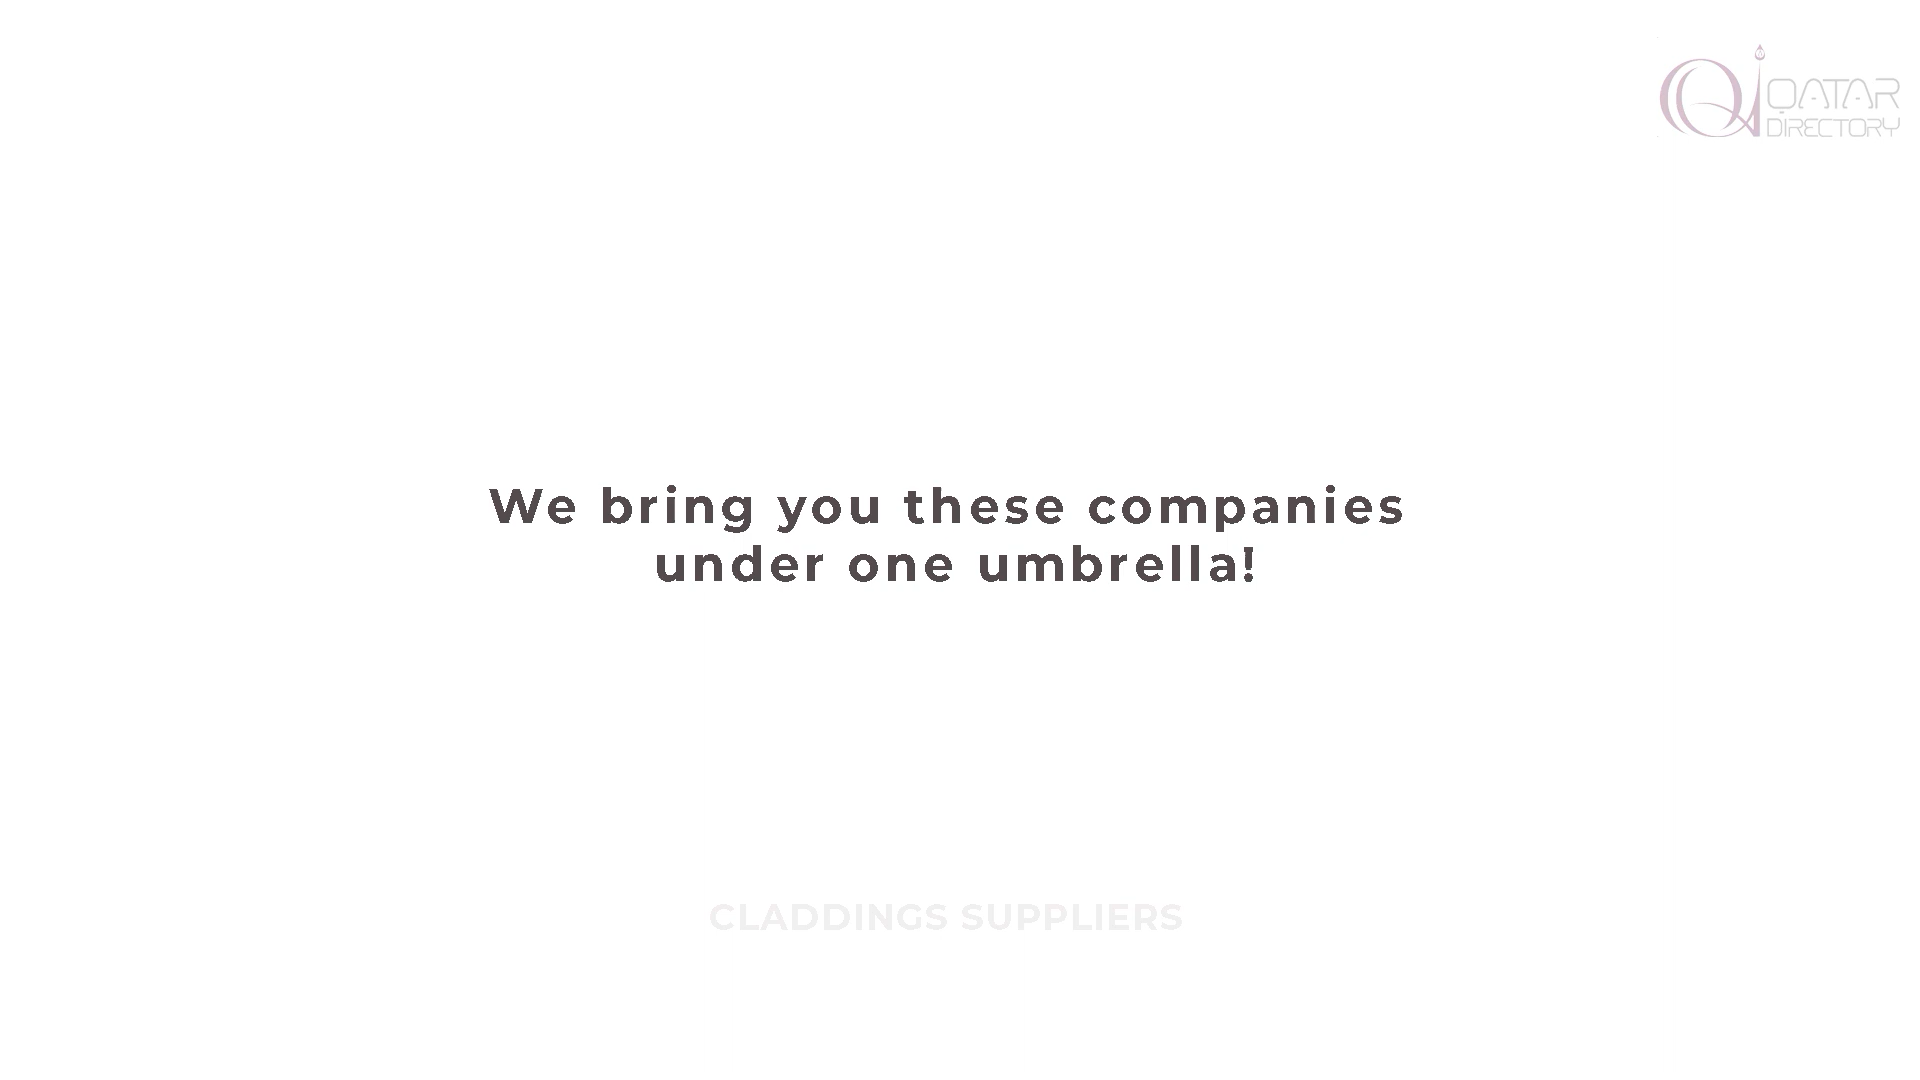 QATAR
DIRECTORY
We bring you these companies
under one umbrella!
CLADDINGS SUPPLIERS